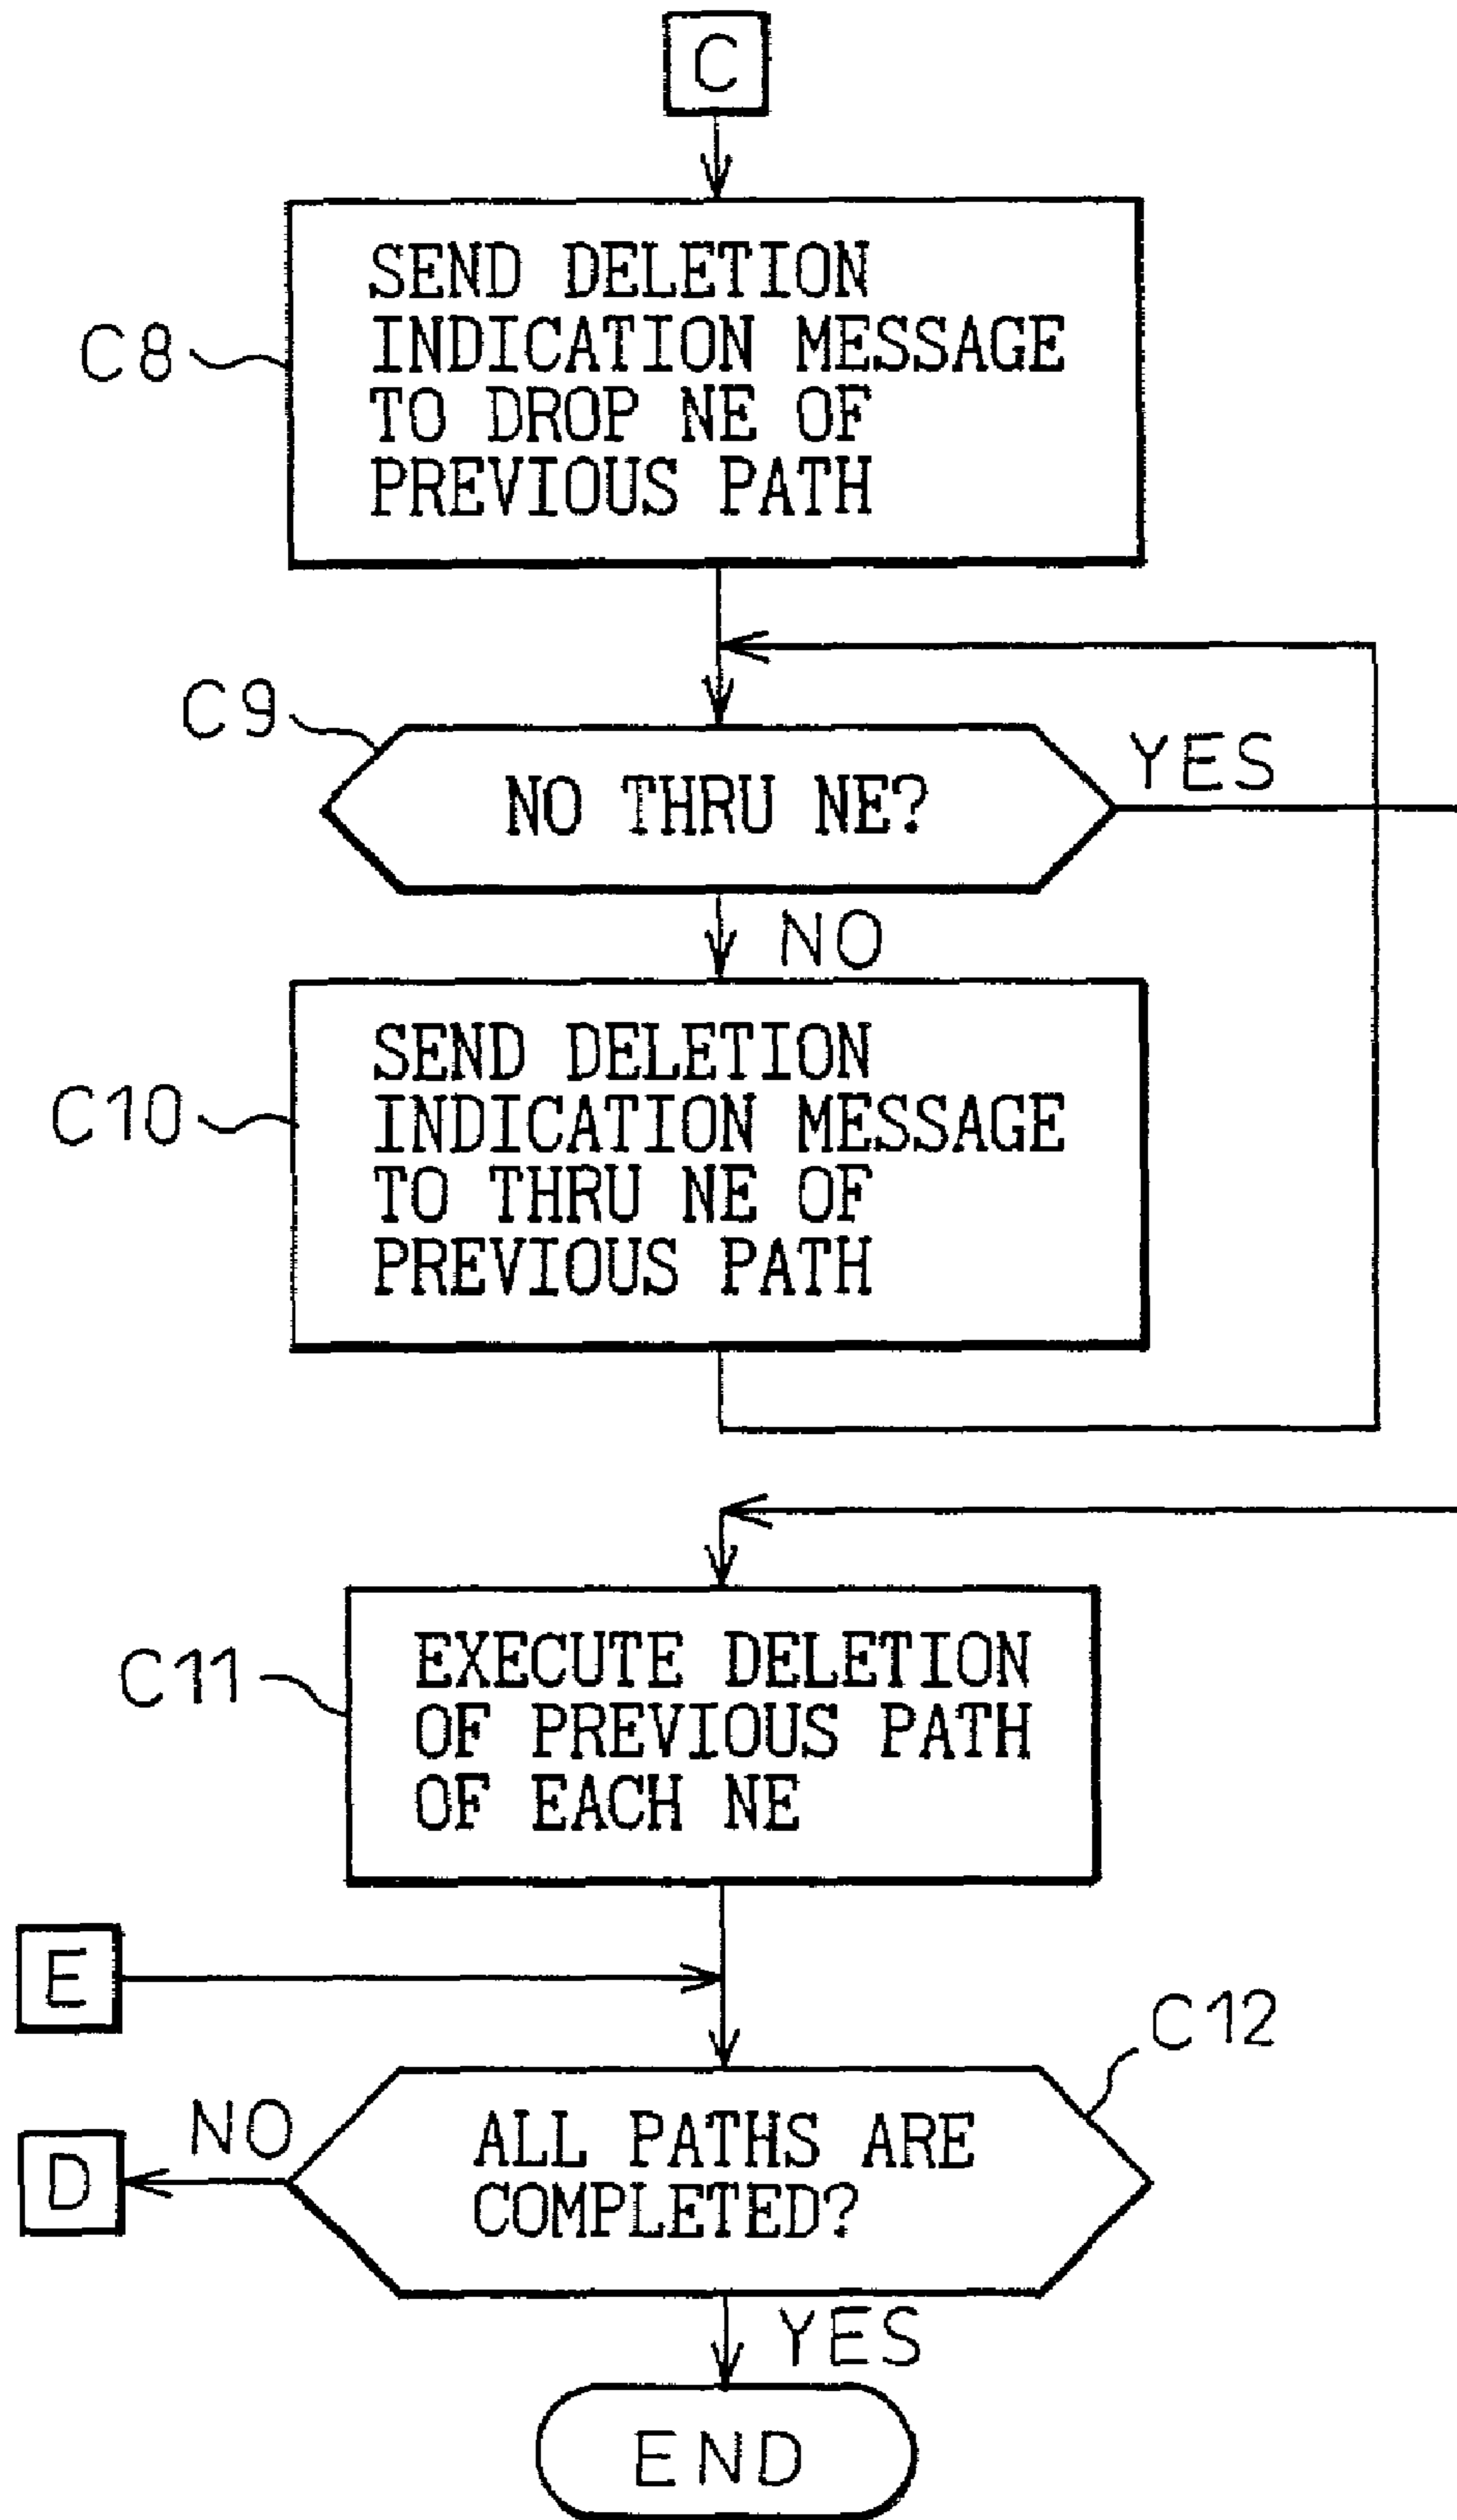 C
SEND DELETION
INDICATION MESSAGE
TO DROP NE OF
PREVIOUS PATH
C8
C9
NO THRU NE?
YES
NO
SEND DELETION
INDICATION MESSAGE
TO THRU NE OF
PREVIOUS PATH
C10
EXECUTE DELETION
OF PREVIOUS PATH
OF EACH NE
C11
E
C12
ALL PATHS ARE
COMPLETED?
NO
D
YES
END